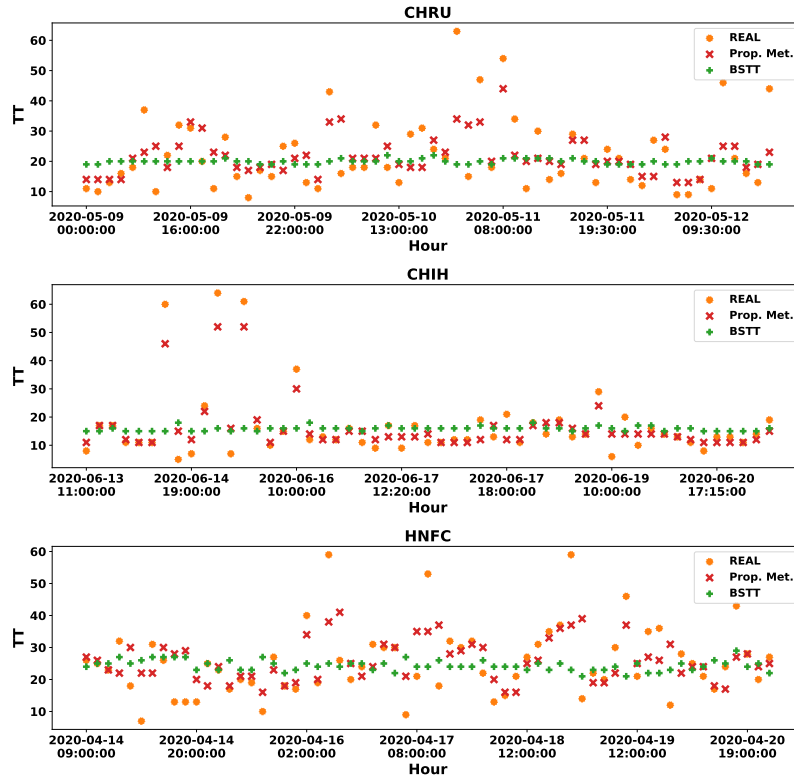 CHRU
60
50
40
30
20
10
TT
REAL
Prop. Met.
BSTT
2020-05-09 2020-05-09 2020-05-09 2020-05-10 2020-05-11 2020-05-11 2020-05-12
00:00:00 16:00:00 22:00:00 13:00:00 08:00:00 19:30:00 09:30:00
Hour
CHIH
60
50
40
30
20
10
TT
REAL
Prop. Met.
BSTT
2020-06-13 2020-06-14 2020-06-16 2020-06-17 2020-06-17 2020-06-19 2020-06-20
11:00:00 19:00:00 10:00:00 12:20:00 18:00:00 10:00:00 17:15:00
Hour
HNFC
60
50
40
30
20
10
TT
REAL
Prop. Met.
BSTT
2020-04-14 2020-04-14 2020-04-16 2020-04-17 2020-04-18 2020-04-19 2020-04-20
09:00:00 20:00:00 02:00:00 08:00:00 12:00:00 12:00:00 19:00:00
Hour